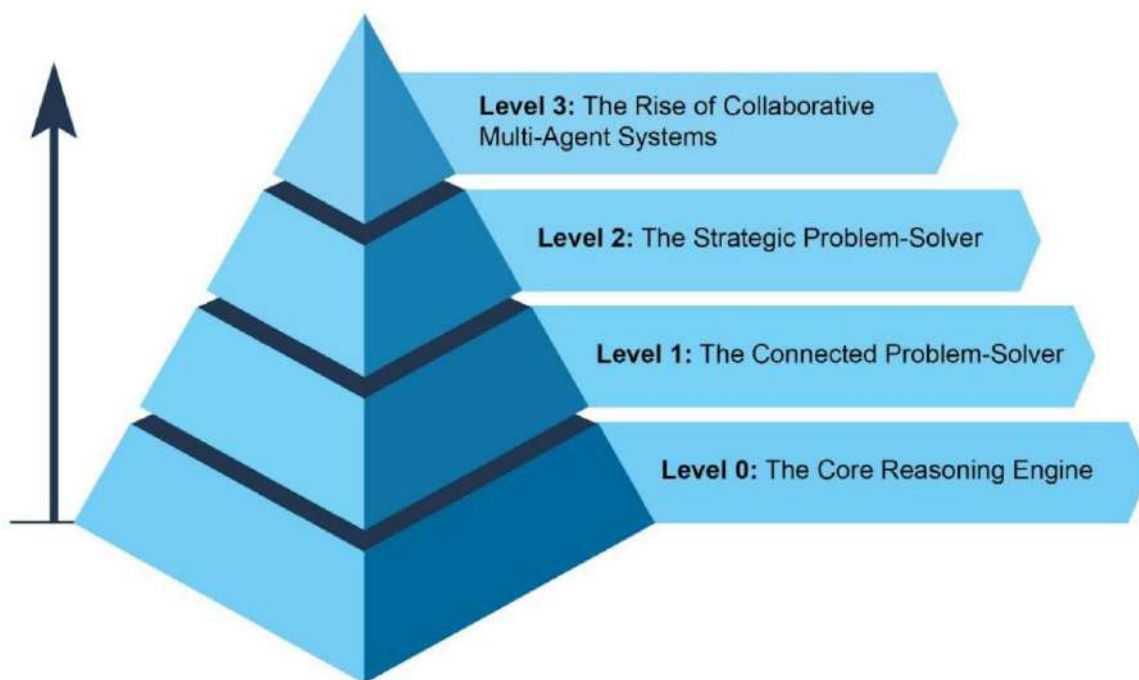 Level 3: The Rise of Collaborative
Multi-Agent Systems
Level 2: The Strategic Problem-Solver
Level 1: The Connected Problem-Solver
Level 0: The Core Reasoning Engine